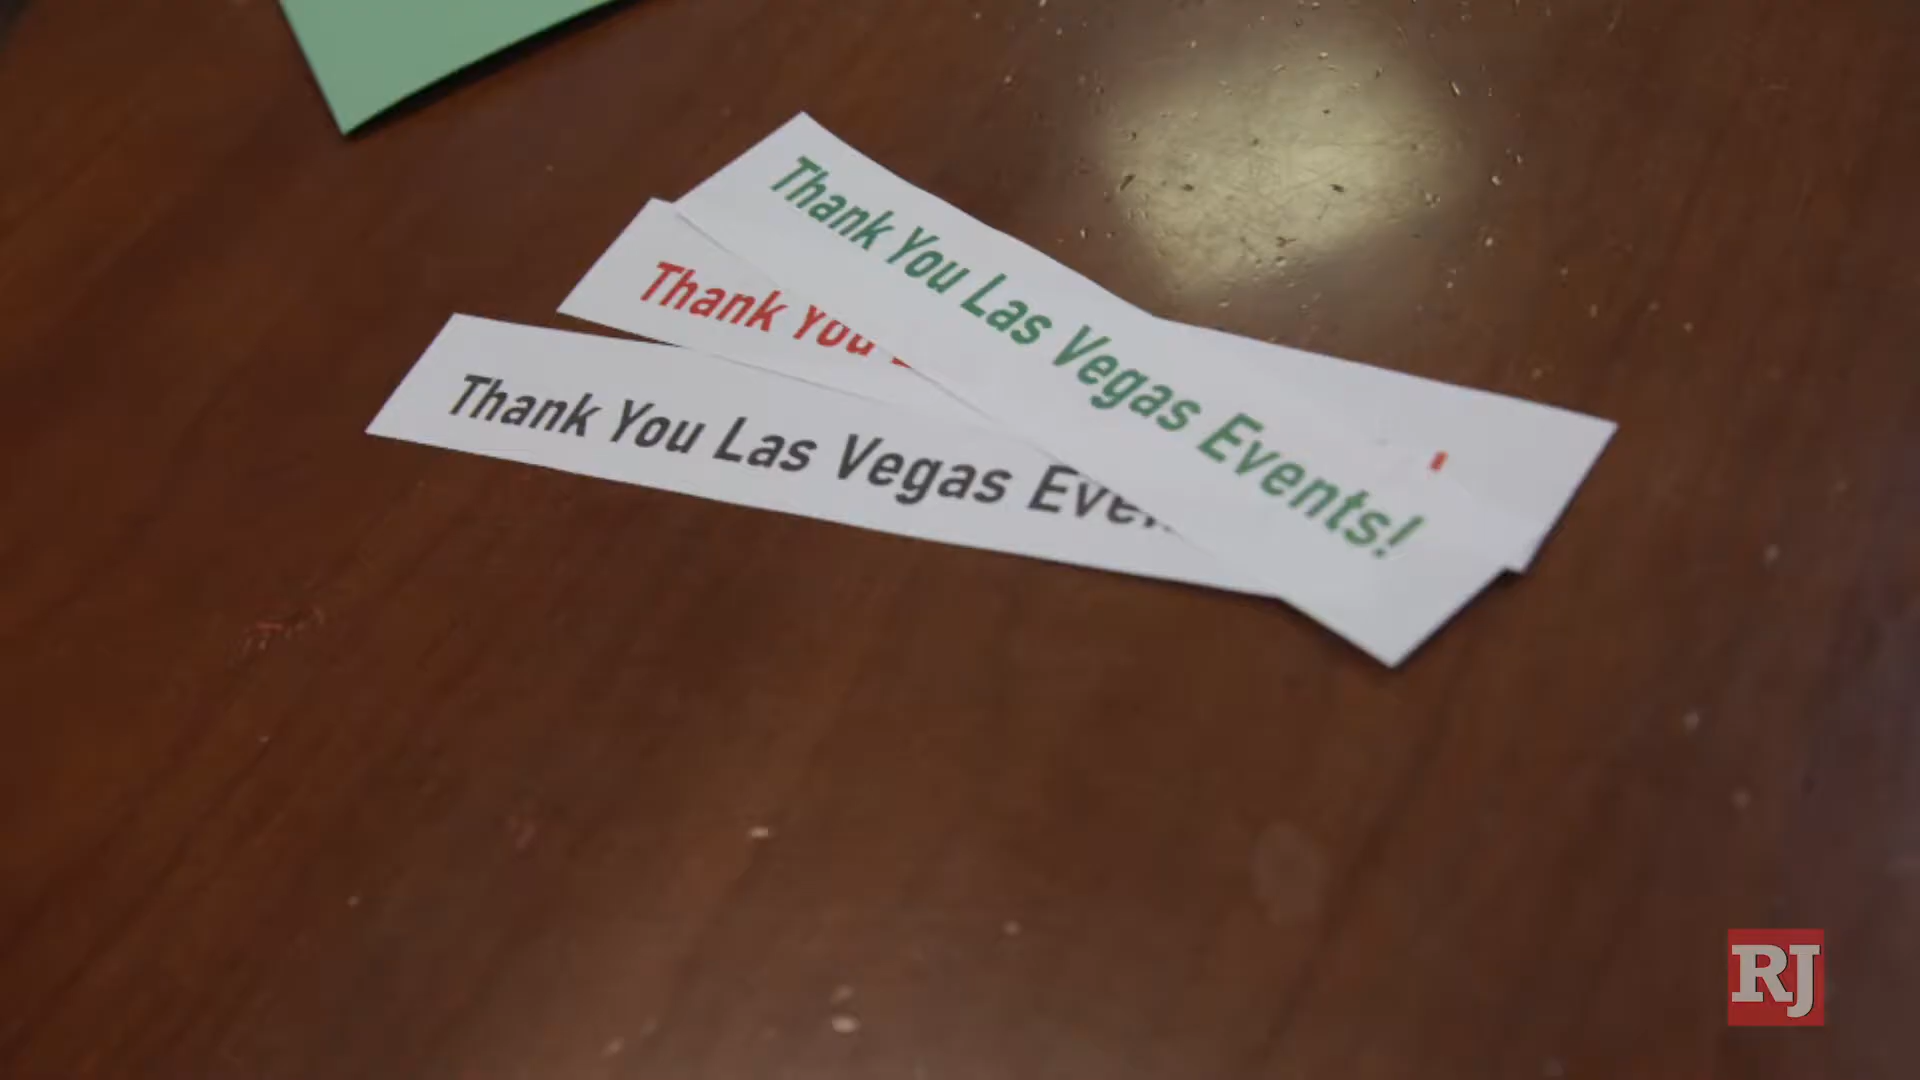 Thank You Las Vegas Events!
Thank You
Thank You Las Vegas
RJ